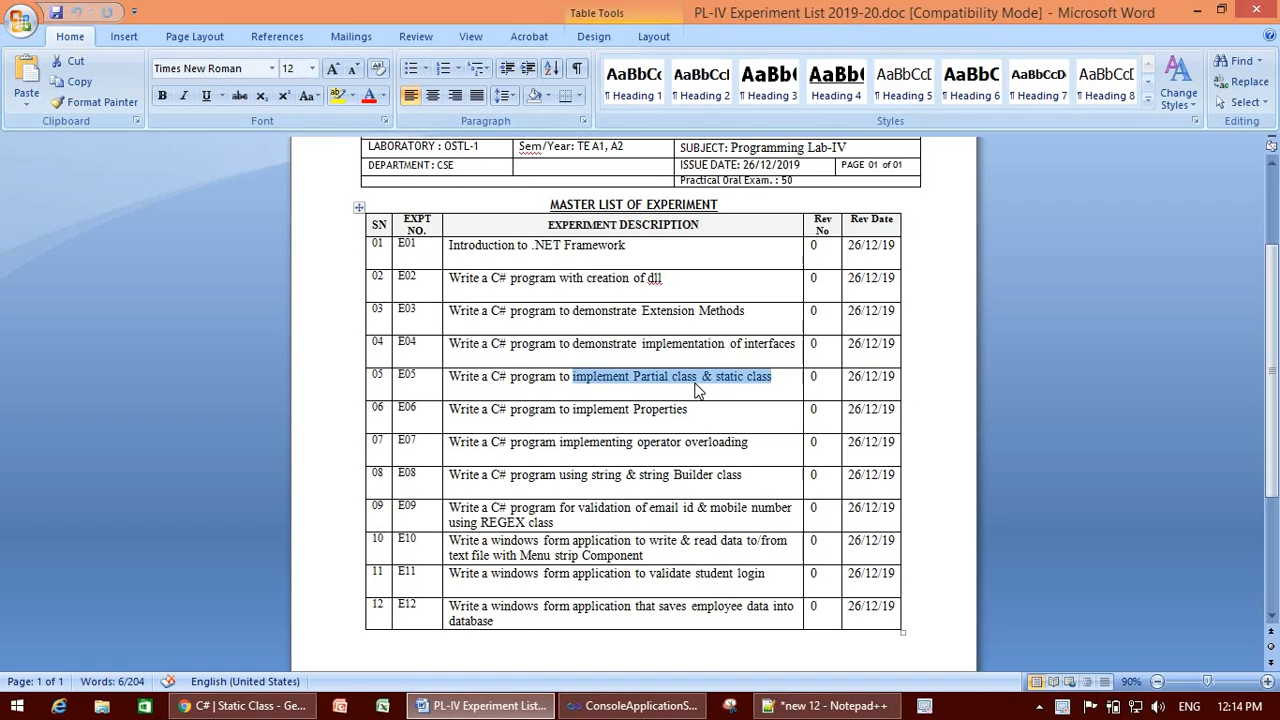 Table Tools
PL-IV Experiment List 2019-20.doc [Compatibility Mode] - Microsoft Word
Home Insert Page Layout References Mailings Review View Acrobat Design Layout
Paste
Cut
Copy
Format Painter
Clipboard
Times New Roman 12
Font
Paragraph
AaBbCc AaBbCcl AaBbC AaBbC AaBbCcDc AaBbCcI AaBbCcD AaBbCcDc
¶ Heading 1 ¶ Heading 2 ¶ Heading 3 ¶ Heading 4 ¶ Heading 5 ¶ Heading 6 ¶ Heading 7 ¶ Heading 8
Styles
Change Styles
Find
Replace
Select
Editing
LABORATORY : OSTL-1 Sem/Year: TE A1, A2 SUBJECT: Programming Lab-IV
DEPARTMENT : CSE ISSUE DATE: 26/12/2019 PAGE 01 of 01
Practical Oral Exam. : 50
MASTER LIST OF EXPERIMENT
SN EXPT NO. EXPERIMENT DESCRIPTION Rev No Rev Date
01 E01 Introduction to .NET Framework 0 26/12/19
02 E02 Write a C# program with creation of dll 0 26/12/19
03 E03 Write a C# program to demonstrate Extension Methods 0 26/12/19
04 E04 Write a C# program to demonstrate implementation of interfaces 0 26/12/19
05 E05 Write a C# program to implement Partial class & static class 0 26/12/19
06 E06 Write a C# program to implement Properties 0 26/12/19
07 E07 Write a C# program implementing operator overloading 0 26/12/19
08 E08 Write a C# program using string & string Builder class 0 26/12/19
09 E09 Write a C# program for validation of email id & mobile number 0 26/12/19
using REGEX class
10 E10 Write a windows form application to write & read data to/from 0 26/12/19
text file with Menu strip Component
11 E11 Write a windows form application to validate student login 0 26/12/19
12 E12 Write a windows form application that saves employee data into 0 26/12/19
database
Page: 1 of 1 Words: 6/204 English (United States) 90%
C# | Static Class - Ge... PL-IV Experiment List... ConsoleApplicationS... *new 12 - Notepad++ 12:14 PM